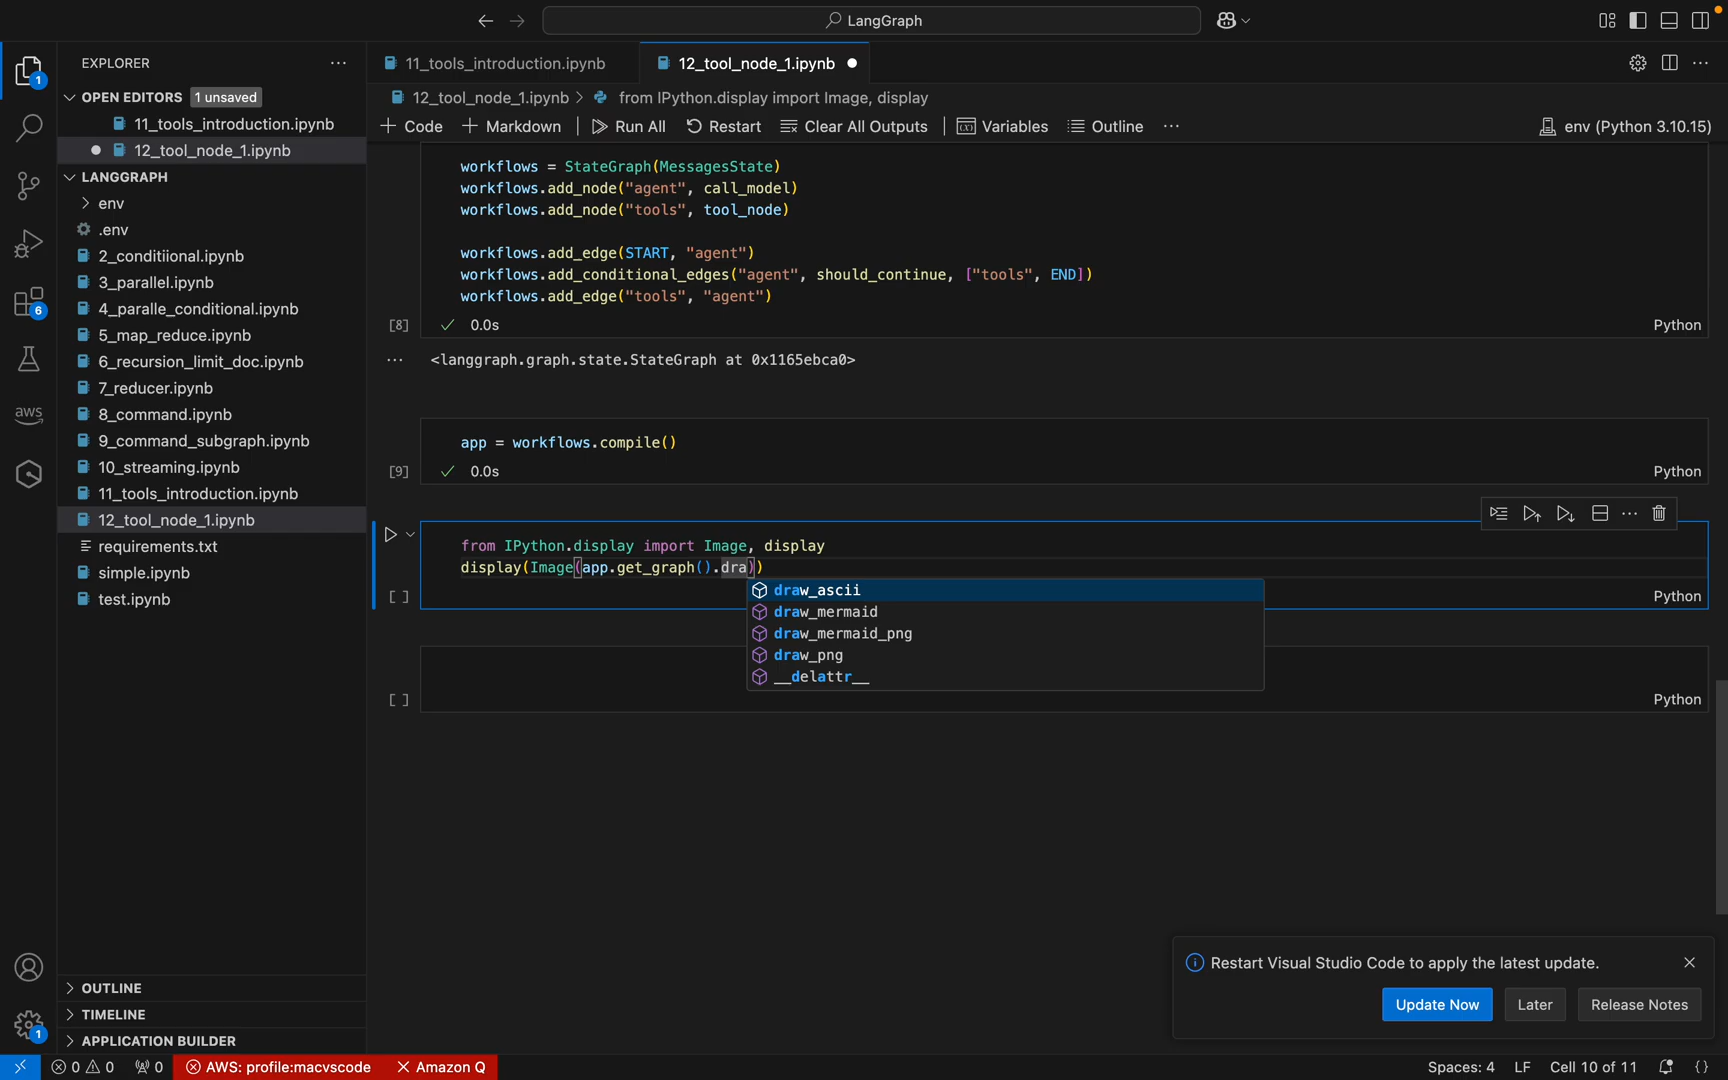 LangGraph
EXPLORER
11_tools_introduction.ipynb
12_tool_node_1.ipynb
OPEN EDITORS 1 unsaved
11_tools_introduction.ipynb
12_tool_node_1.ipynb
12_tool_node_1.ipynb > from IPython.display import Image, display
+ Code + Markdown Run All Restart Clear All Outputs Variables Outline ... env (Python 3.10.15)
LANGGRAPH
env
.env
2_conditiional.ipynb
3_parallel.ipynb
4_paralle_conditional.ipynb
5_map_reduce.ipynb
6_recursion_limit_doc.ipynb
7_reducer.ipynb
8_command.ipynb
9_command_subgraph.ipynb
10_streaming.ipynb
11_tools_introduction.ipynb
12_tool_node_1.ipynb
requirements.txt
simple.ipynb
test.ipynb
OUTLINE
TIMELINE
APPLICATION BUILDER
1
6
aws
1
workflows = StateGraph(MessagesState)
workflows.add_node("agent", call_model)
workflows.add_node("tools", tool_node)
workflows.add_edge(START, "agent")
workflows.add_conditional_edges("agent", should_continue, ["tools", END])
workflows.add_edge("tools", "agent")
[8] 0.0s Python
... <langgraph.graph.state.StateGraph at 0x1165ebca0>
app = workflows.compile()
[9] 0.0s Python
from IPython.display import Image, display
display(Image(app.get_graph().dra))
[ ] Python
draw_ascii
draw_mermaid
draw_mermaid_png
draw_png
__delattr__
[ ] Python
Restart Visual Studio Code to apply the latest update.
Update Now Later Release Notes
0 0 0 AWS: profile:macvscode Amazon Q Spaces: 4 LF Cell 10 of 11 {}